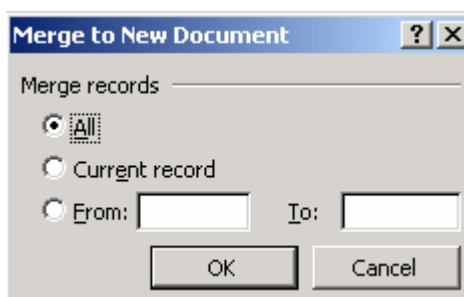 Merge to New Document ? X
Merge records
All
Current record
From: To:
OK Cancel